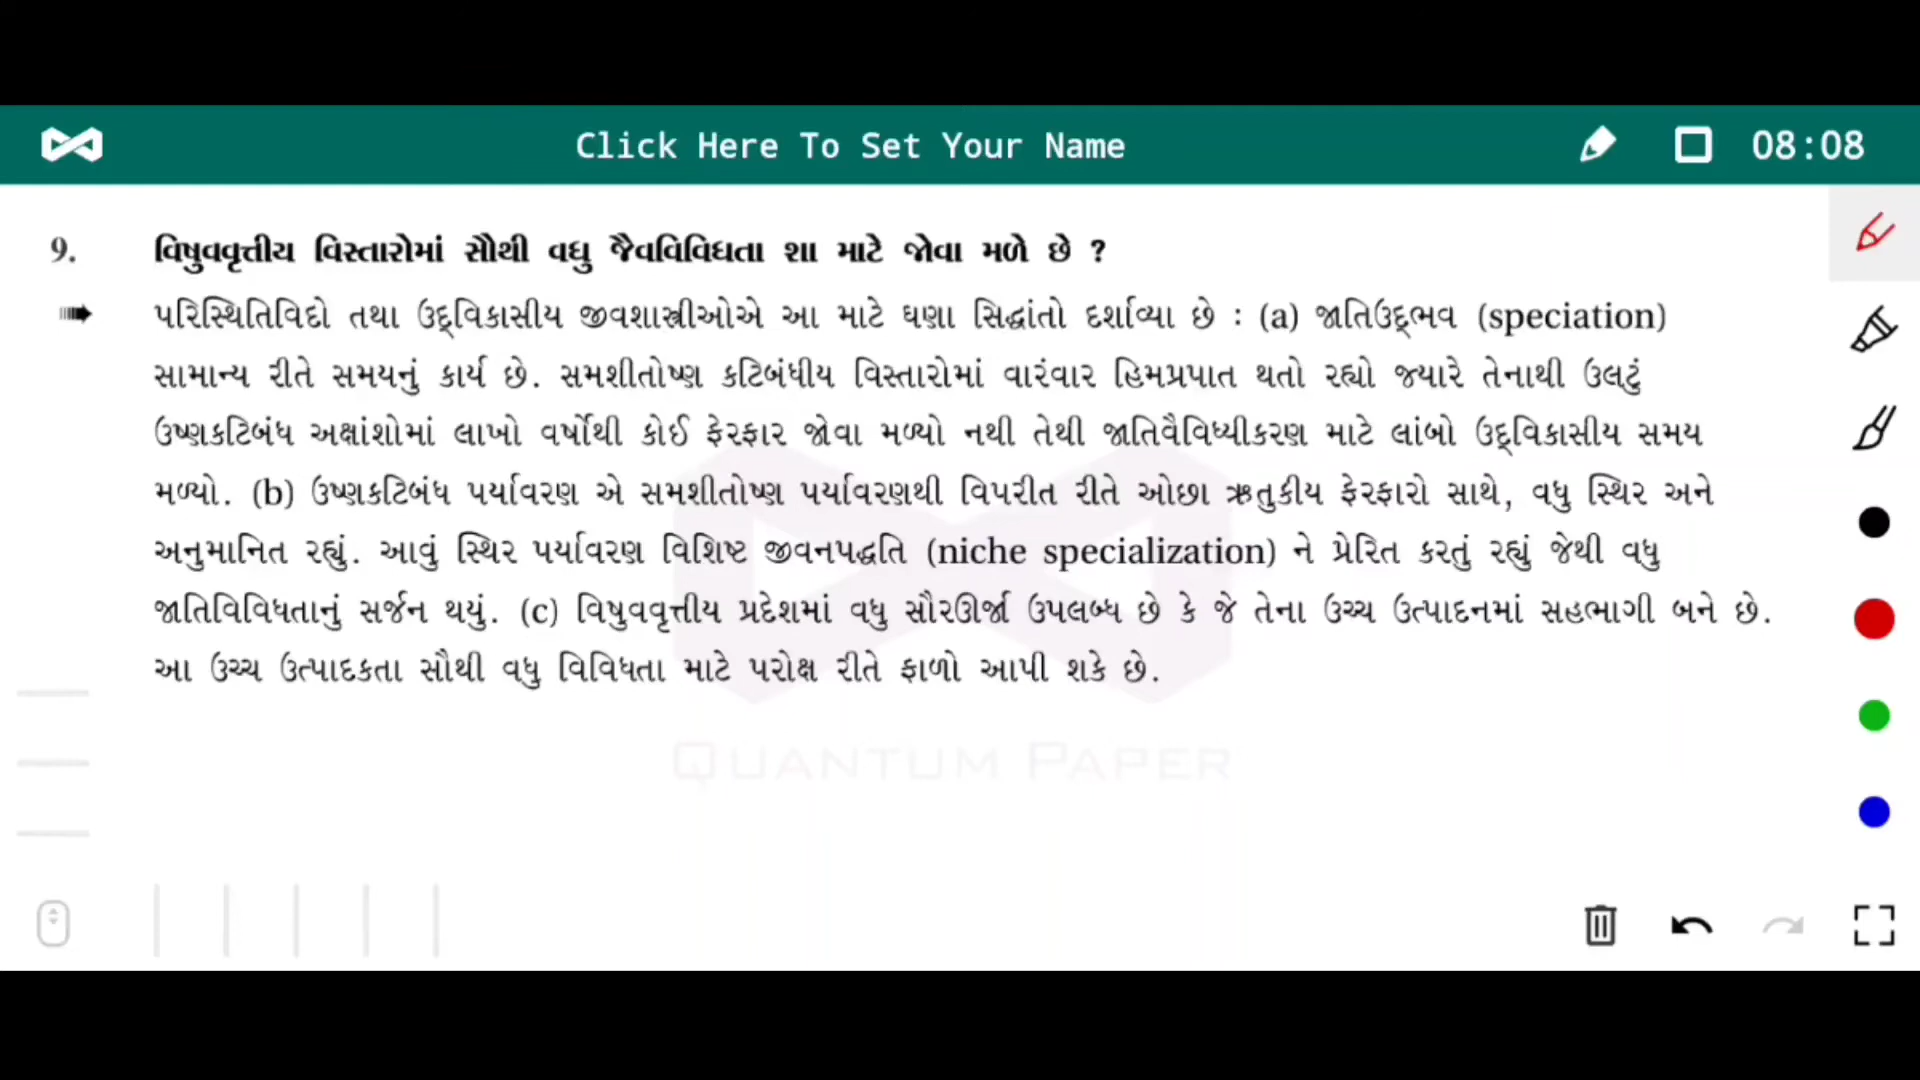 Click Here To Set Your Name
08:08
9. વિષુવવૃત્તીય વિસ્તારોમાં સૌથી વધુ જૈવવિવિધતા શા માટે જોવા મળે છે ?
પરિસ્થિતિવિદો તથા ઉદ્‌વિકાસીય જીવશાસ્ત્રીઓએ આ માટે ઘણા સિદ્ધાંતો દર્શાવ્યા છે : (a) જાતિઉદ્‌ભવ (speciation)
સામાન્ય રીતે સમયનું કાર્ય છે. સમશીતોષ્ણ કટિબંધીય વિસ્તારોમાં વારંવાર હિમપ્રપાત થતો રહ્યો જ્યારે તેનાથી ઉલ્ટું
ઉષ્ણકટિબંધ અક્ષાંશોમાં લાખો વર્ષોથી કોઈ ફેરફાર જોવા મળ્યો નથી તેથી જાતિવૈવિધ્યીકરણ માટે લાંબો ઉદ્‌વિકાસીય સમય
મળ્યો. (b) ઉષ્ણકટિબંધ પર્યાવરણ એ સમશીતોષ્ણ પર્યાવરણથી વિપરીત રીતે ઓછા ઋતુકીય ફેરફારો સાથે, વધુ સ્થિર અને
અનુમાનિત રહ્યું. આવું સ્થિર પર્યાવરણ વિશિષ્ટ જીવનપદ્ધતિ (niche specialization) ને પ્રેરિત કરતું રહ્યું જેથી વધુ
જાતિવિવિધતાનું સર્જન થયું. (c) વિષુવવૃત્તીય પ્રદેશમાં વધુ સૌરઊર્જા ઉપલબ્ધ છે કે જે તેના ઉચ્ચ ઉત્પાદનમાં સહભાગી બને છે.
આ ઉચ્ચ ઉત્પાદકતા સૌથી વધુ વિવિધતા માટે પરોક્ષ રીતે ફાળો આપી શકે છે.
QUANTUM PAPER